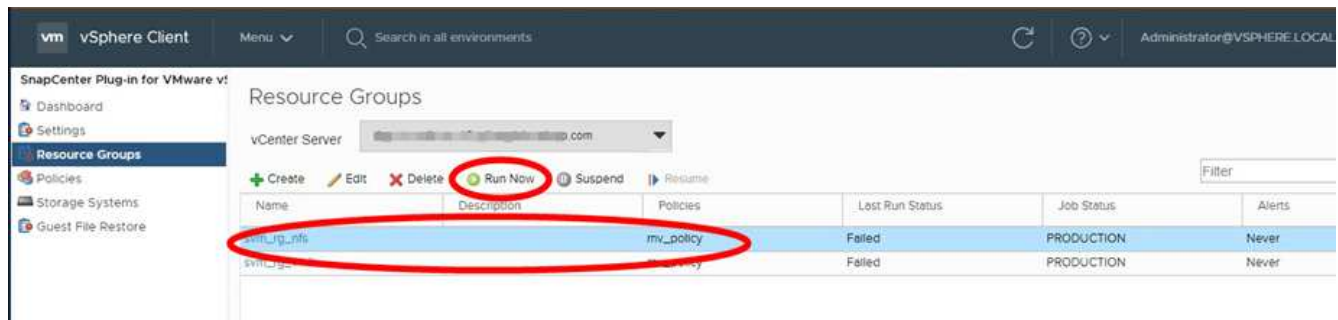 vm vSphere Client Menu Search in all environments Administrator@VSPHERE.LOCAL
SnapCenter Plug-in for VMware vS
Dashboard
Settings
Resource Groups
Policies
Storage Systems
Guest File Restore
Resource Groups
vCenter Server .com
Create Edit Delete Run Now Suspend Resume
Filter
Name Description Policies Last Run Status Job Status Alerts
svm_rg_nfs mv_policy Failed PRODUCTION Never
Failed PRODUCTION Never